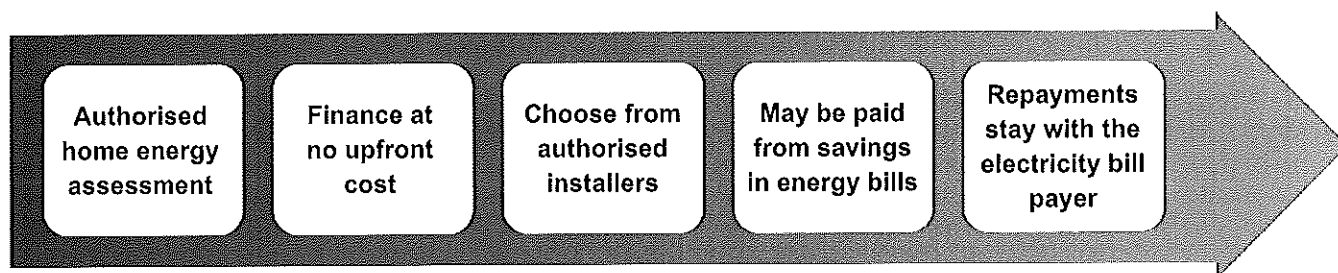 Authorised
home energy
assessment
Finance at
no upfront
cost
Choose from
authorised
installers
May be paid
from savings
in energy bills
Repayments
stay with the
electricity bill
payer